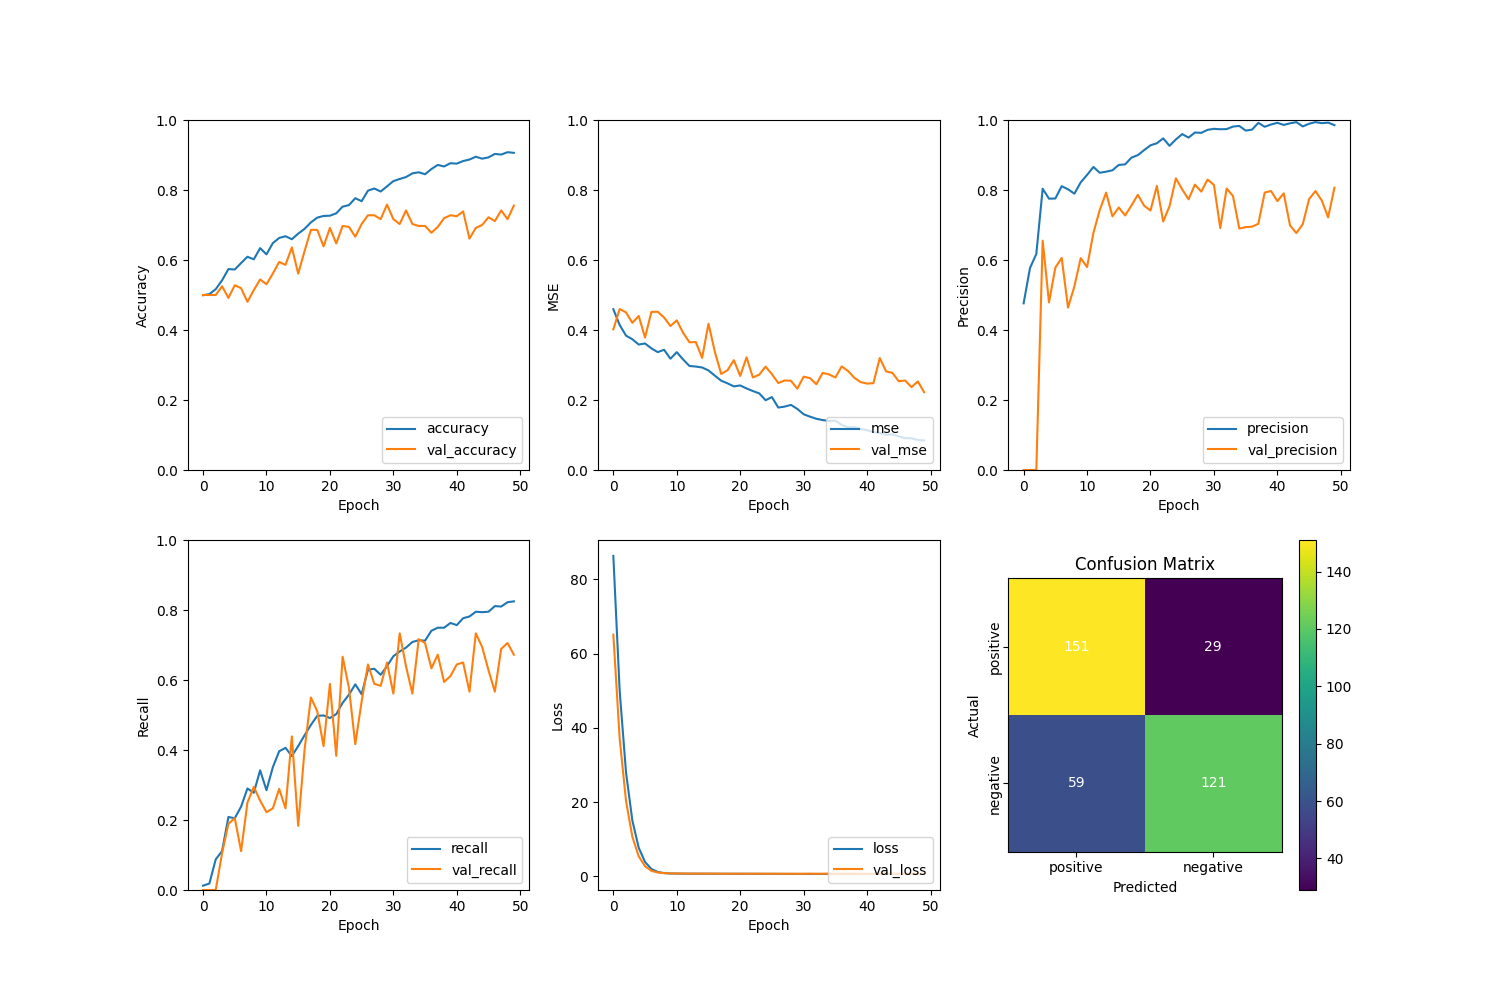 1.0
0.8
0.6
0.4
0.2
0.0
Accuracy
accuracy
val_accuracy
0 10 20 30 40 50
Epoch
1.0
0.8
0.6
0.4
0.2
0.0
MSE
mse
val_mse
0 10 20 30 40 50
Epoch
1.0
0.8
0.6
0.4
0.2
0.0
Precision
precision
val_precision
0 10 20 30 40 50
Epoch
1.0
0.8
0.6
0.4
0.2
0.0
Recall
recall
val_recall
0 10 20 30 40 50
Epoch
80
60
40
20
0
Loss
loss
val_loss
0 10 20 30 40 50
Epoch
Confusion Matrix
Actual
positive
negative
151 29
59 121
positive negative
Predicted
140
120
100
80
60
40